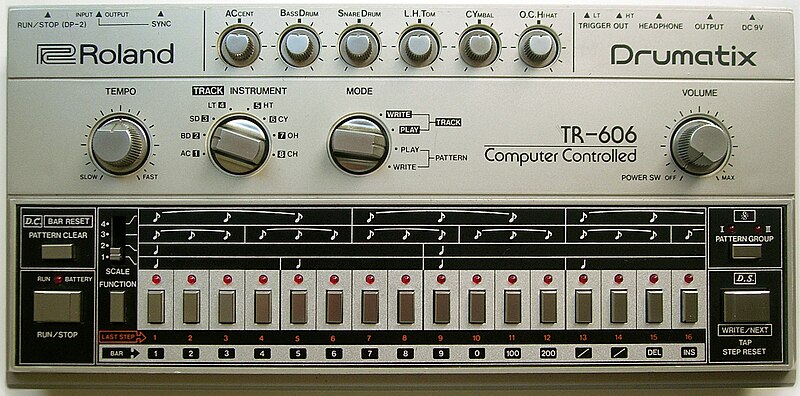 RUN/STOP (DP-2) INPUT OUTPUT SYNC
ACCENT BASS DRUM SNARE DRUM L.H.TOM CYMBAL O.C.HIHAT
LT HT
TRIGGER OUT HEADPHONE OUTPUT DC 9V
Roland
Drumatix
TEMPO
SLOW FAST
TRACK INSTRUMENT
LT 4 5 HT
SD 3 6 CY
BD 2 7 OH
AC 1 8 CH
MODE
WRITE
PLAY
TRACK
PLAY
WRITE
PATTERN
TR-606
Computer Controlled
VOLUME
POWER SW OFF MAX
D.C. BAR RESET
PATTERN CLEAR
4
3
2
1
SCALE
FUNCTION
RUN BATTERY
RUN/STOP
I II
PATTERN GROUP
D.S.
WRITE/NEXT
TAP
STEP RESET
LAST STEP 1 2 3 4 5 6 7 8 9 10 11 12 13 14 15 16
BAR 1 2 3 4 5 6 7 8 9 0 100 200 DEL INS